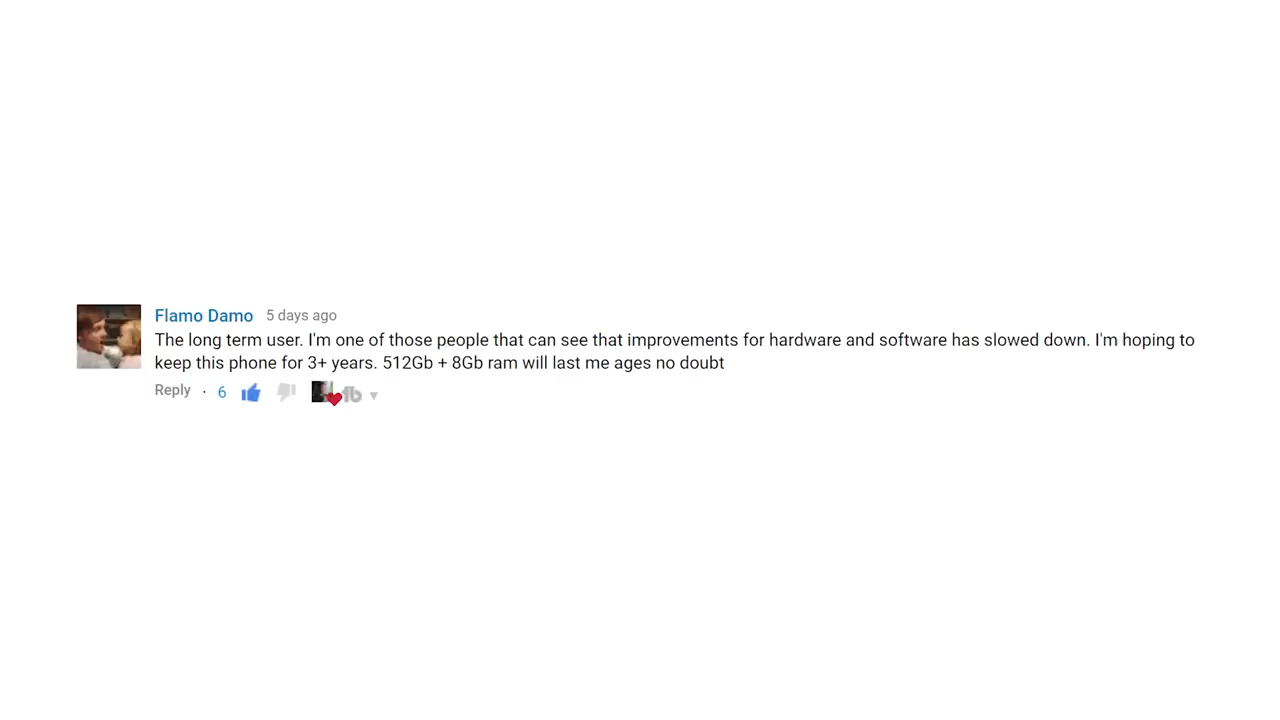 Flamo Damo 5 days ago
The long term user. I'm one of those people that can see that improvements for hardware and software has slowed down. I'm hoping to
keep this phone for 3+ years. 512Gb + 8Gb ram will last me ages no doubt
Reply · 6